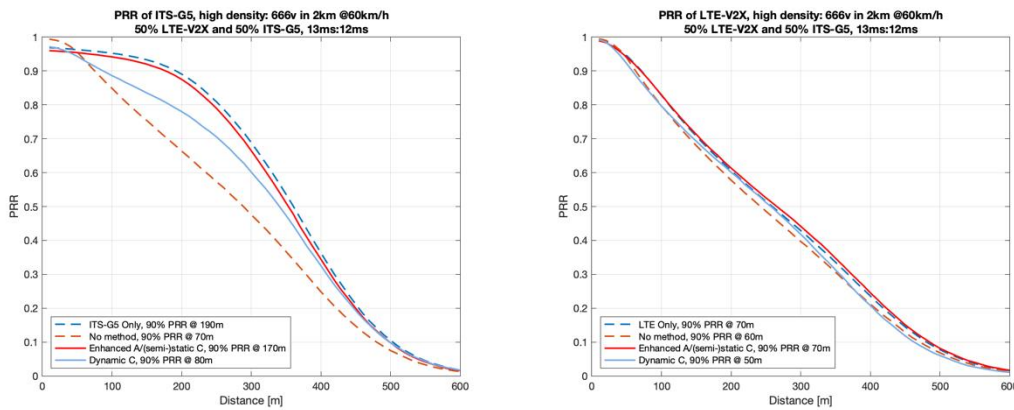 PRR of ITS-G5, high density: 666v in 2km @60km/h
50% LTE-V2X and 50% ITS-G5, 13ms:12ms
1
0.9
0.8
0.7
0.6
0.5
0.4
0.3
0.2
0.1
0
PRR
ITS-G5 Only, 90% PRR @ 190m
No method, 90% PRR @ 70m
Enhanced A/(semi-)static C, 90% PRR @ 170m
Dynamic C, 90% PRR @ 80m
0 100 200 300 400 500 600
Distance [m]
PRR of LTE-V2X, high density: 666v in 2km @60km/h
50% LTE-V2X and 50% ITS-G5, 13ms:12ms
1
0.9
0.8
0.7
0.6
0.5
0.4
0.3
0.2
0.1
0
PRR
LTE Only, 90% PRR @ 70m
No method, 90% PRR @ 60m
Enhanced A/(semi-)static C, 90% PRR @ 70m
Dynamic C, 90% PRR @ 50m
0 100 200 300 400 500 600
Distance [m]